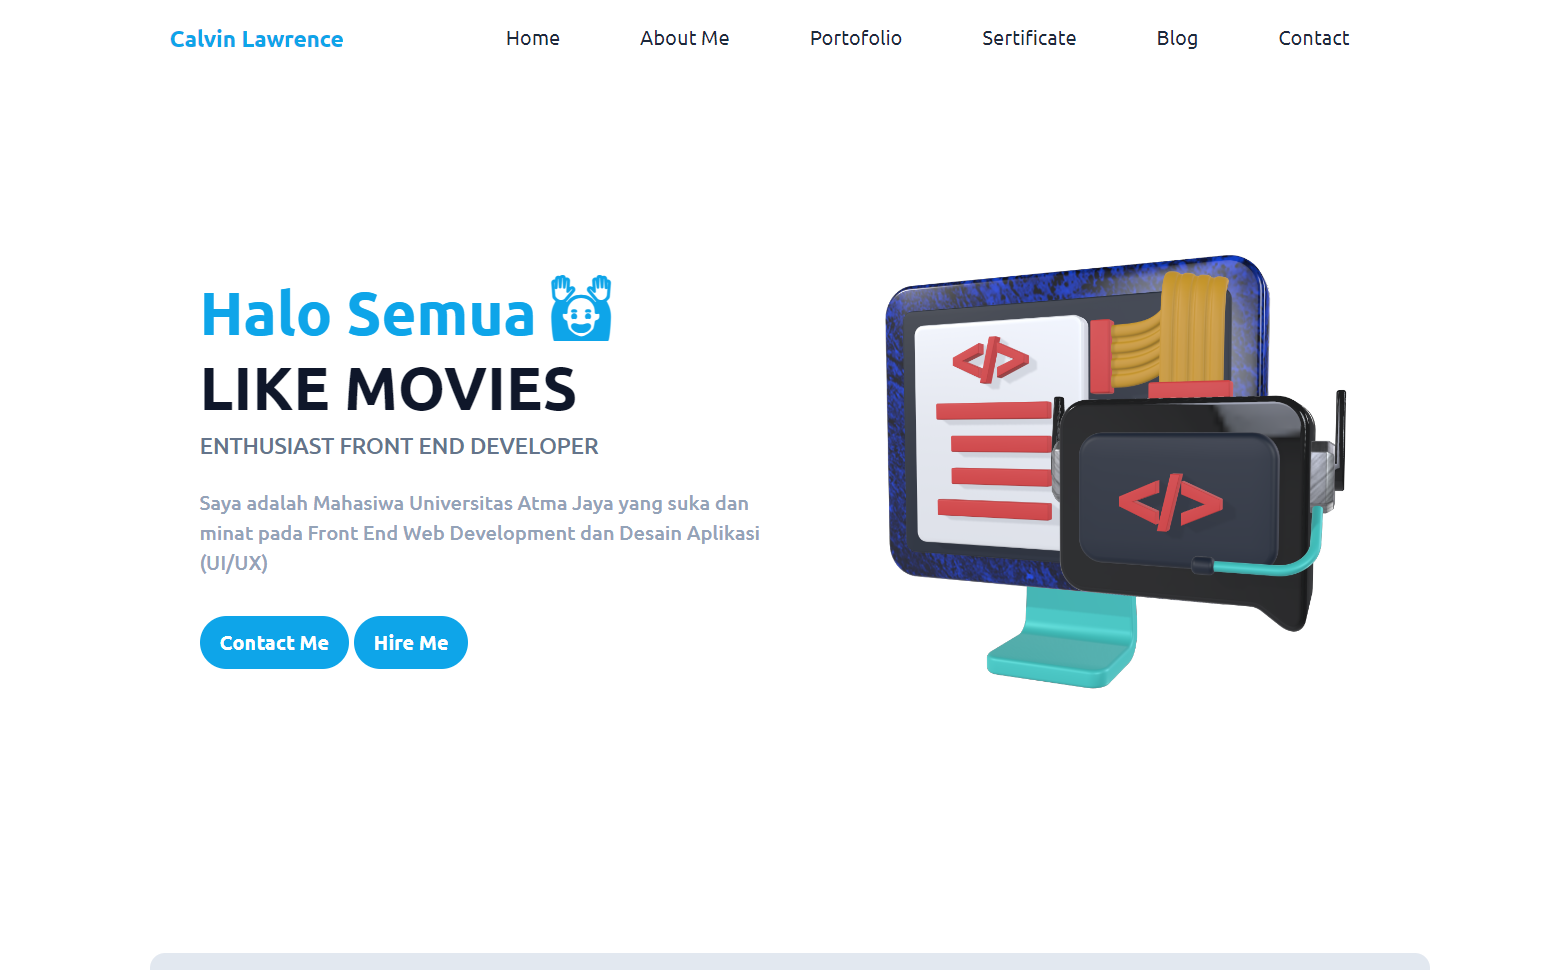 Calvin Lawrence
Home
About Me
Portofolio
Sertificate
Blog
Contact
Halo Semua
LIKE MOVIES
ENTHUSIAST FRONT END DEVELOPER
Saya adalah Mahasiwa Universitas Atma Jaya yang suka dan
minat pada Front End Web Development dan Desain Aplikasi
(UI/UX)
Contact Me
Hire Me
</>
</>